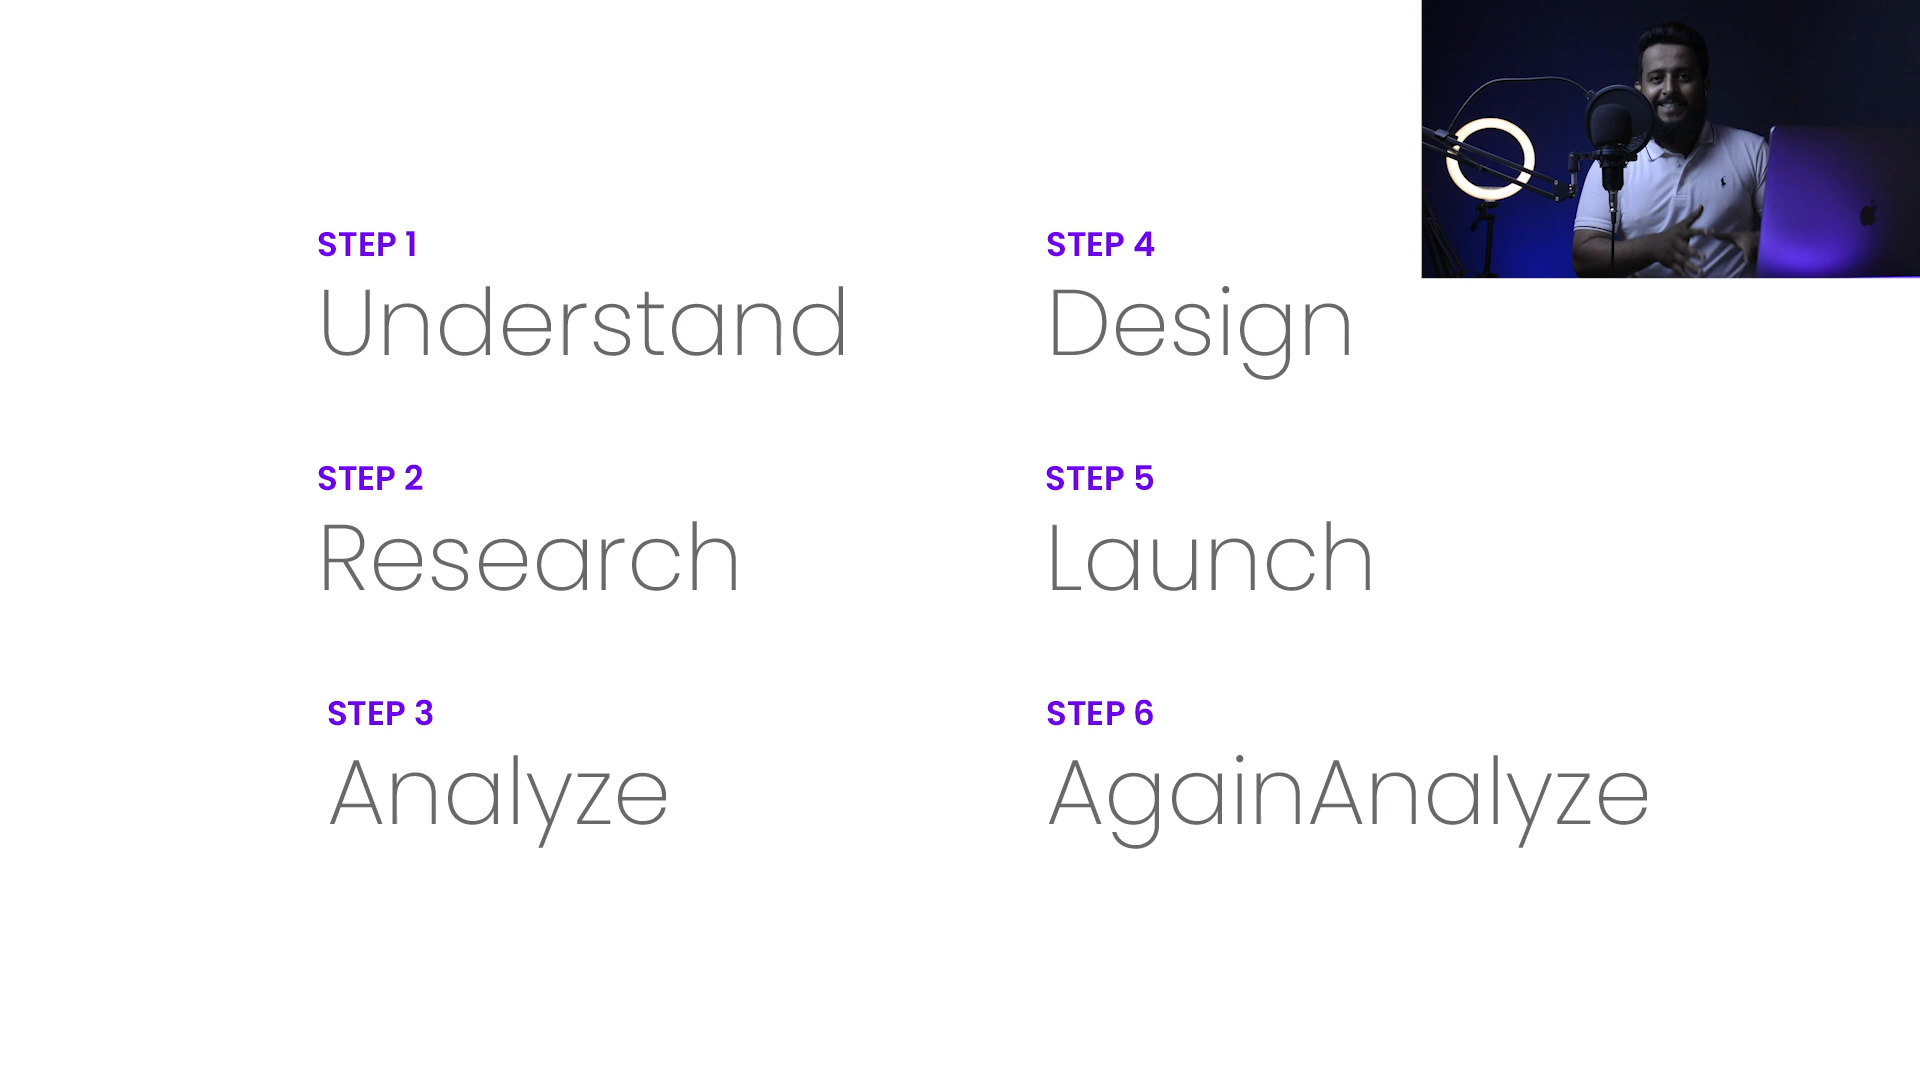 STEP 1
Understand
STEP 2
Research
STEP 3
Analyze
STEP 4
Design
STEP 5
Launch
STEP 6
AgainAnalyze